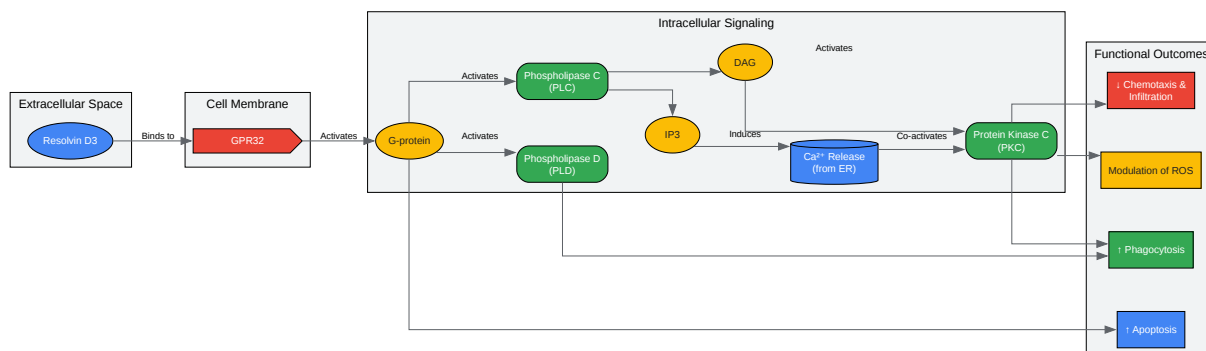 Intracellular Signaling
Extracellular Space
Resolvin D3
Binds to
Cell Membrane
GPR32
Activates
G-protein
Activates
Phospholipase C
(PLC)
Activates
Phospholipase D
(PLD)
DAG
IP3
Activates
Induces
Ca²⁺ Release
(from ER)
Co-activates
Protein Kinase C
(PKC)
Functional Outcomes
↓ Chemotaxis &
Infiltration
Modulation of ROS
↑ Phagocytosis
↑ Apoptosis